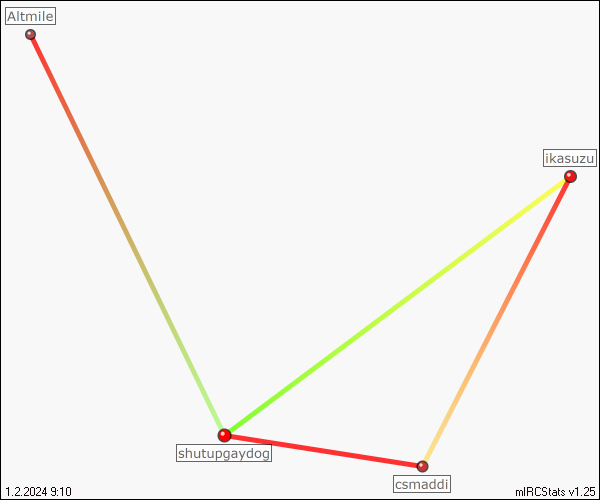 Altmile
ikasuzu
shutupgaydog
csmaddi
1.2.2024 9:10
mIRCStats v1.25